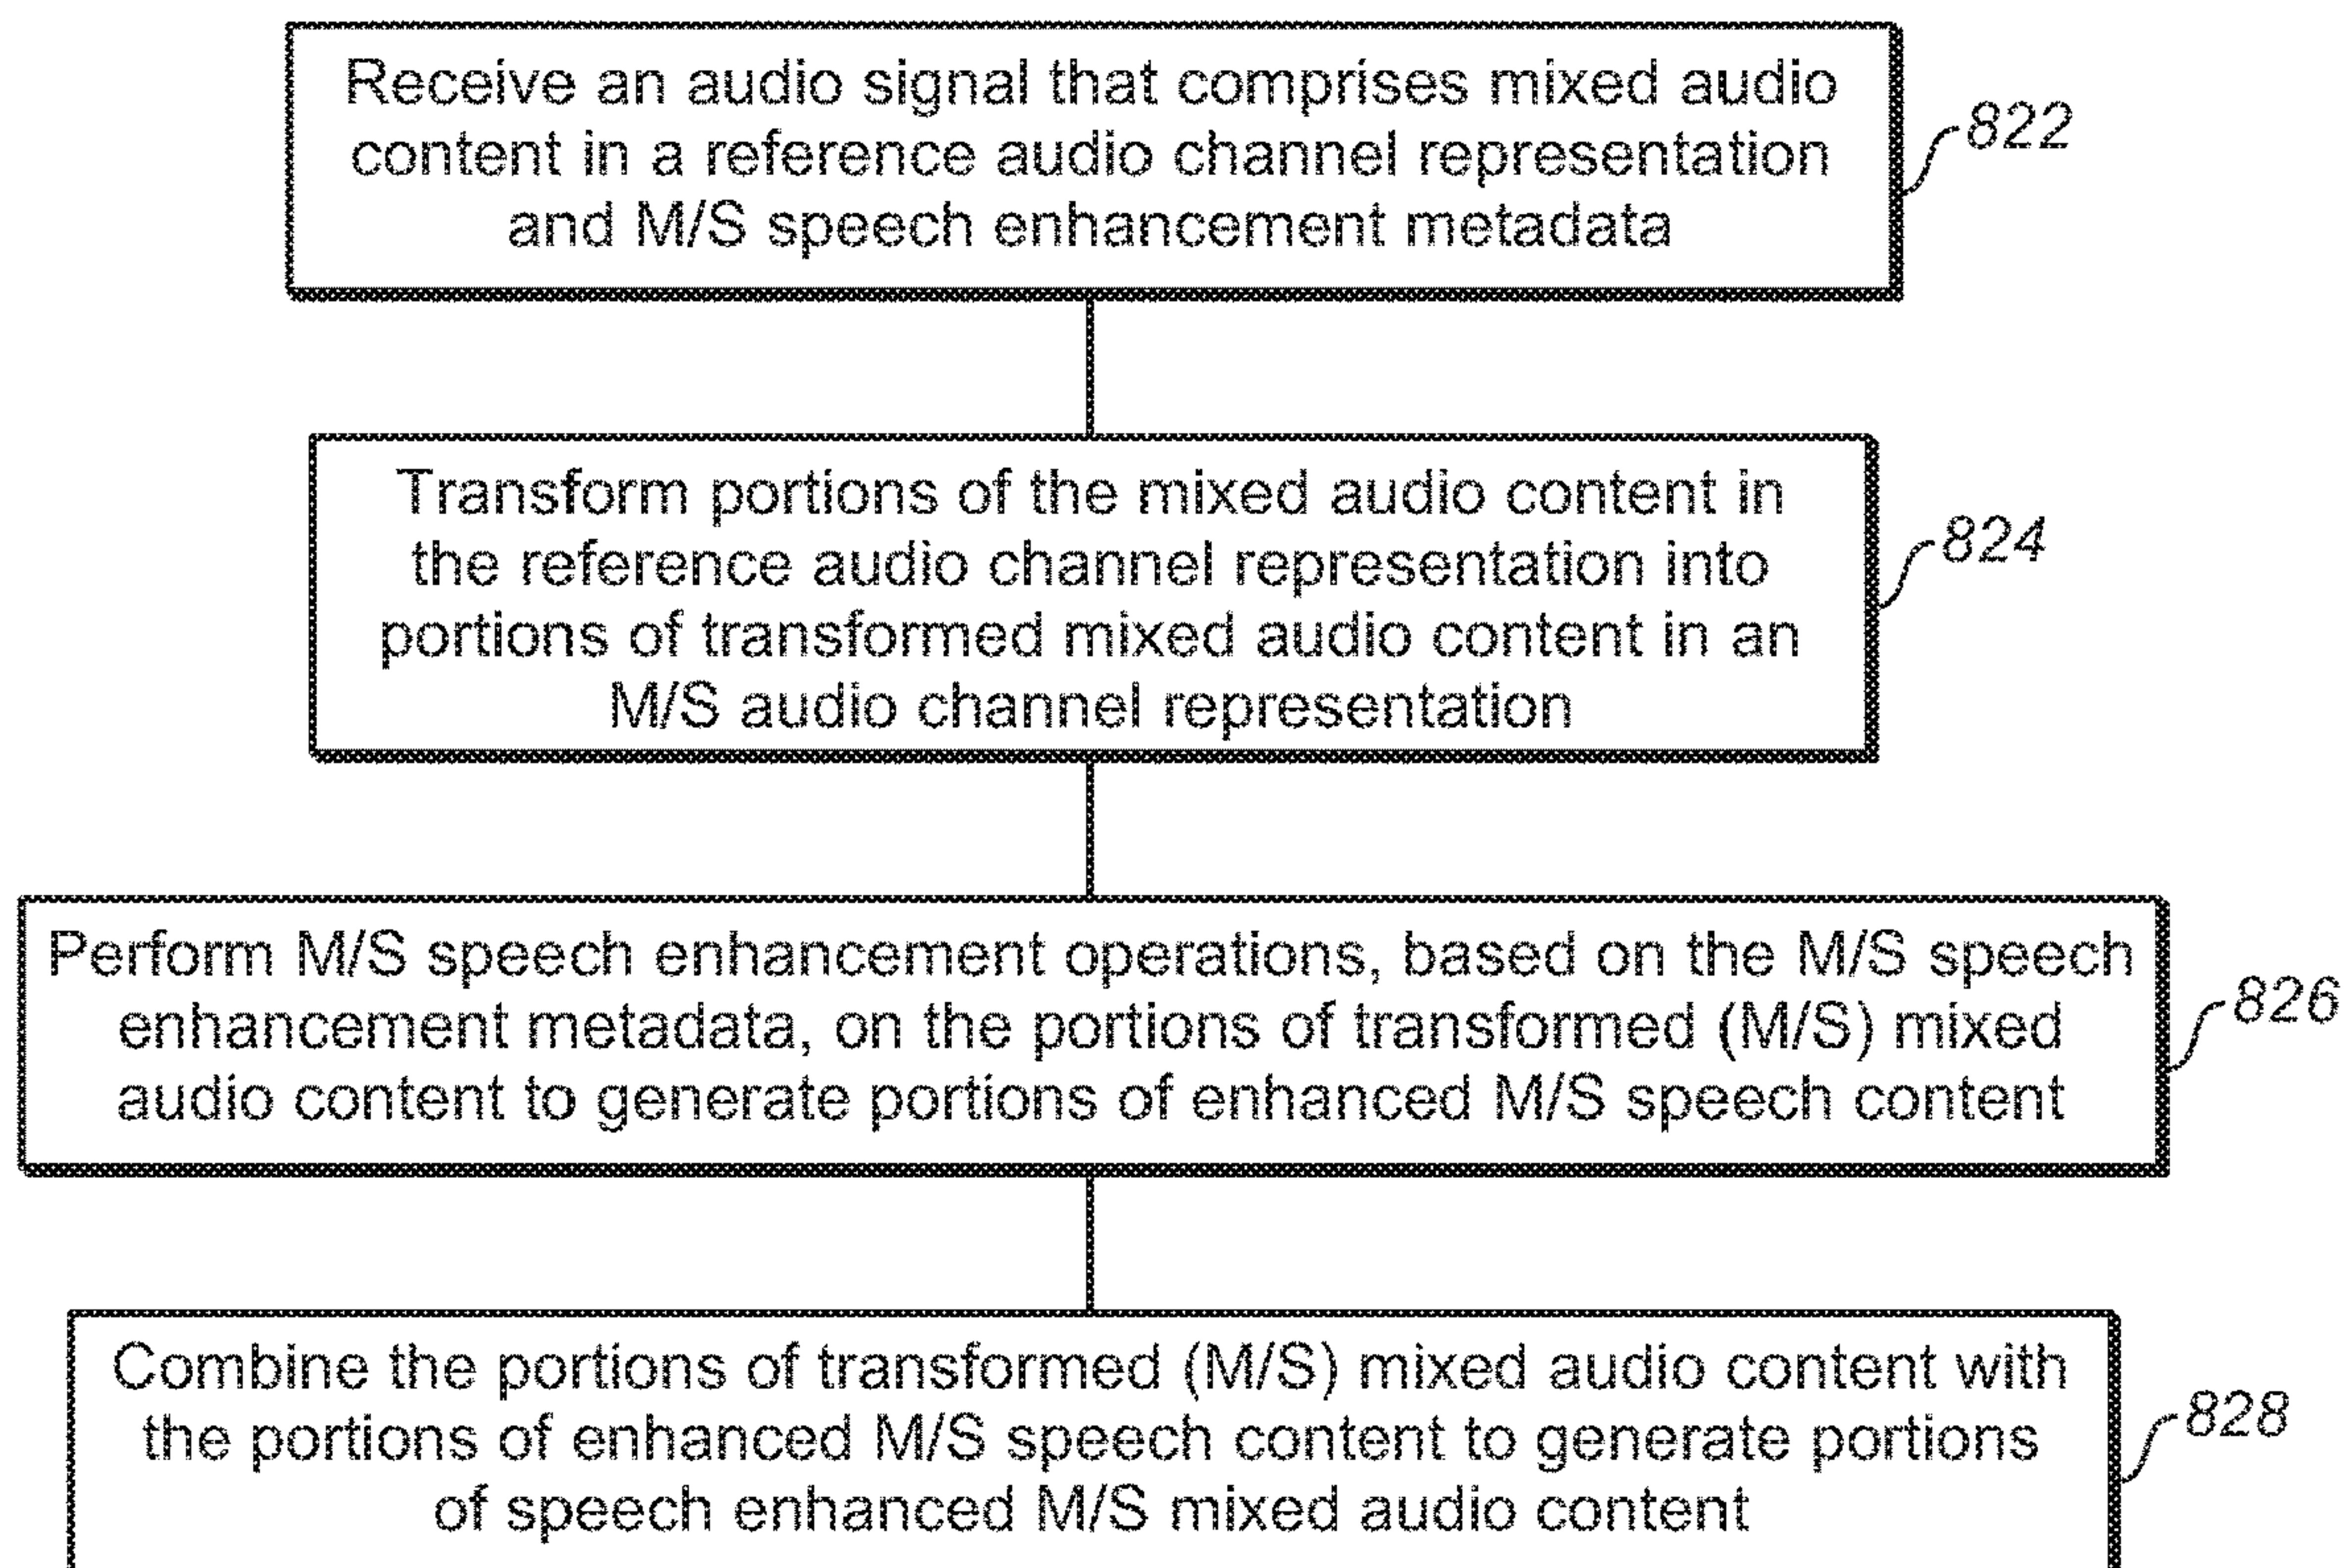 Receive an audio signal that comprises mixed audio
content in a reference audio channel representation
and M/S speech enhancement metadata
822
Transform portions of the mixed audio content in
the reference audio channel representation into
portions of transformed mixed audio content in an
M/S audio channel representation
824
Perform M/S speech enhancement operations, based on the M/S speech
enhancement metadata, on the portions of transformed (M/S) mixed
audio content to generate portions of enhanced M/S speech content
826
Combine the portions of transformed (M/S) mixed audio content with
the portions of enhanced M/S speech content to generate portions
of speech enhanced M/S mixed audio content
828